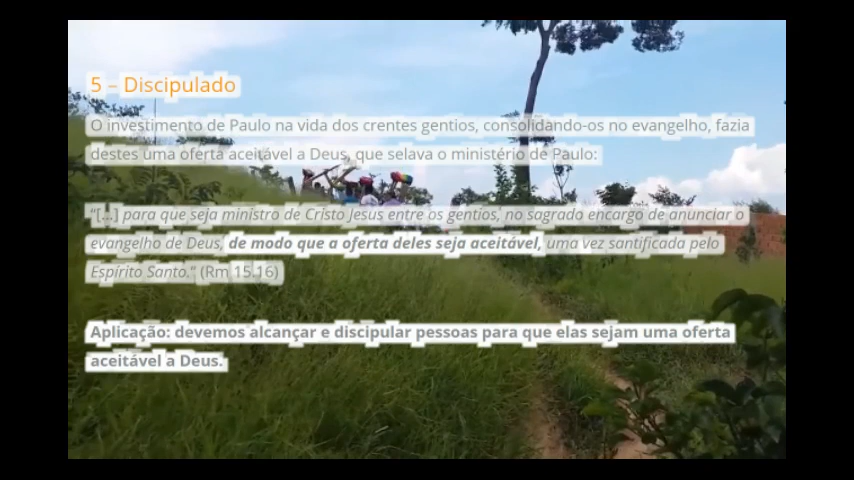 5 – Discipulado
O investimento de Paulo na vida dos crentes gentios, consolidando-os no evangelho, fazia
destes uma oferta aceitável a Deus, que selava o ministério de Paulo:
“[...] para que seja ministro de Cristo Jesus entre os gentios, no sagrado encargo de anunciar o
evangelho de Deus, de modo que a oferta deles seja aceitável, uma vez santificada pelo
Espírito Santo.” (Rm 15.16)
Aplicação: devemos alcançar e discipular pessoas para que elas sejam uma oferta
aceitável a Deus.